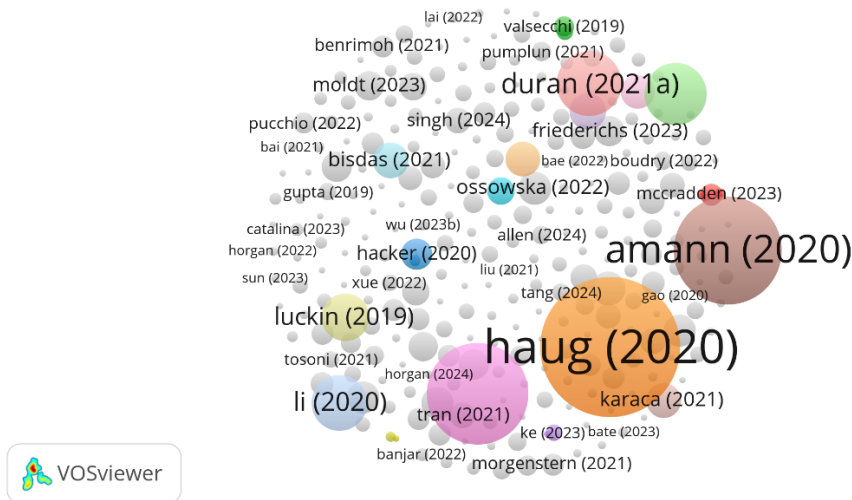 lai (2022)
valsecchi (2019)
benrimoh (2021)
pumplun (2021)
moldt (2023)
duran (2021a)
pucchio (2022)
singh (2024)
friederichs (2023)
bai (2021)
bisdas (2021)
bae (2022)
boudry (2022)
gupta (2019)
ossowska (2022)
mccradden (2023)
catalina (2023)
wu (2023b)
allen (2024)
amann (2020)
horgan (2022)
hacker (2020)
liu (2021)
sun (2023)
xue (2022)
tang (2024)
gao (2020)
luckin (2019)
haug (2020)
tosoni (2021)
horgan (2024)
li (2020)
tran (2021)
karaca (2021)
ke (2023)
bate (2023)
banjar (2022)
morgenstern (2021)
VOSviewer